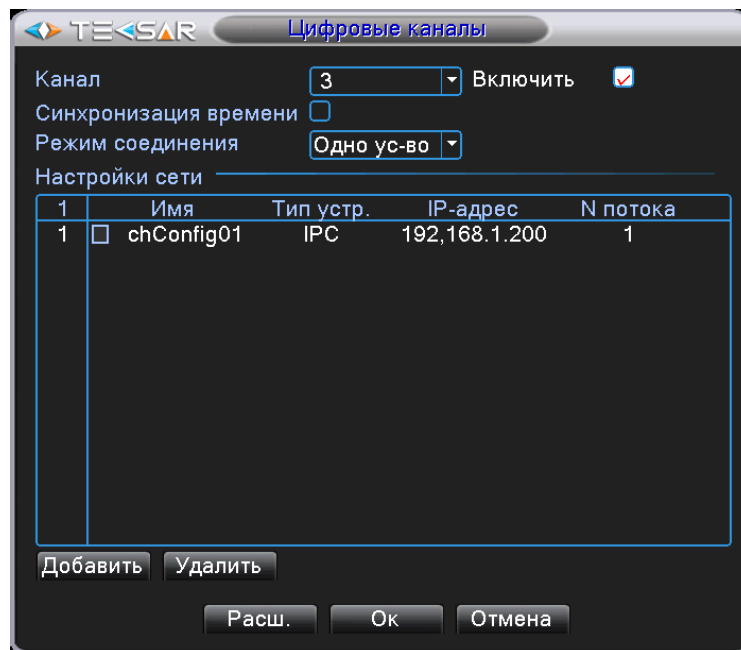 TEKSAR Цифровые каналы
Канал 3 Включить
Синхронизация времени
Режим соединения Одно ус-во
Настройки сети
1 Имя Тип устр. IP-адрес N потока
1 chConfig01 IPC 192,168.1.200 1
Добавить Удалить
Расш. Ок Отмена